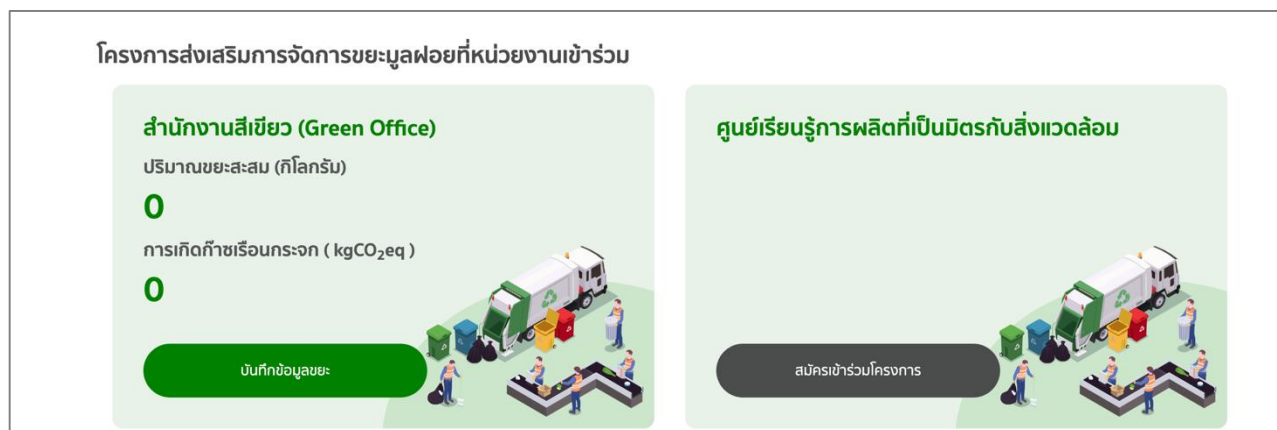 โครงการส่งเสริมการจัดการขยะมูลฝอยที่หน่วยงานเข้าร่วม
สำนักงานสีเขียว (Green Office)
ปริมาณขยะสะสม (กิโลกรัม)
0
การเกิดก๊าซเรือนกระจก ( kgCO₂eq )
0
บันทึกข้อมูลขยะ
ศูนย์เรียนรู้การผลิตที่เป็นมิตรกับสิ่งแวดล้อม
สมัครเข้าร่วมโครงการ